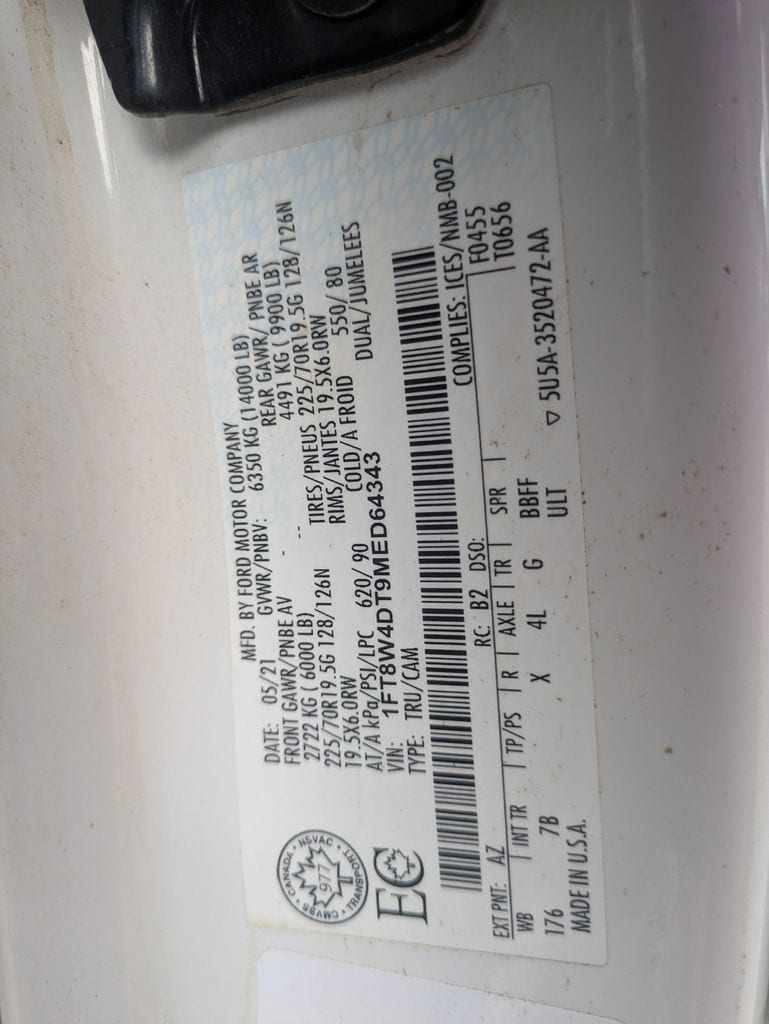 MFD. BY FORD MOTOR COMPANY
DATE: 05/21 GVWR/PNBV: 6350 KG (14000 LB)
FRONT GAWR/PNBE AV - REAR GAWR/ PNBE AR
2722 KG ( 6000 LB) -- 4491 KG ( 9900 LB)
225/70R19.5G 128/126N TIRES/PNEUS 225/70R19.5G 128/126N
19.5X6.0RW RIMS/JANTES 19.5X6.0RW
AT/A kPa/PSI/LPC 620/ 90 COLD/A FROID 550/ 80
VIN: 1FT8W4DT9MED64343 DUAL/JUMELEES
TYPE: TRU/CAM
CANADA • NSVAC • TRANSPORT • CMVSS •
977
EC
COMPLIES: ICES/NMB-002
EXT PNT: AZ RC: B2 DSO: F0455
WB INT TR TP/PS R AXLE TR SPR T0656
176 7B X 4L G BBFF
ULT
MADE IN U.S.A. ▽ 5U5A-3520472-AA